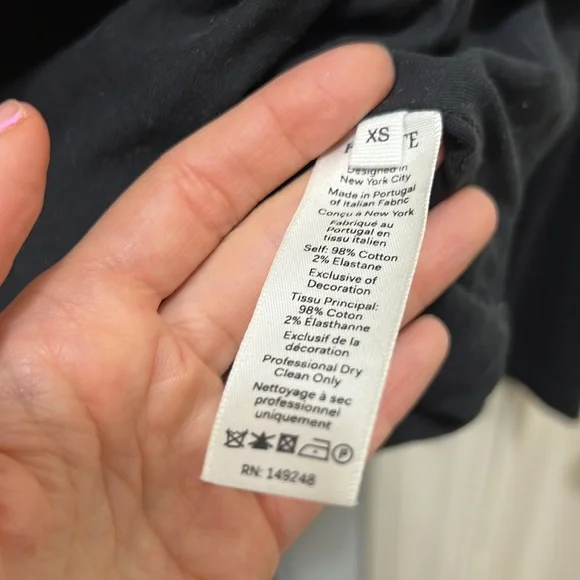 XS
Designed in
New York City
Made in Portugal
of Italian Fabric
Conçu à New York
Fabriqué au
Portugal en
tissu italien
Self: 98% Cotton
2% Elastane
Exclusive of
Decoration
Tissu Principal:
98% Coton
2% Élasthanne
Exclusif de la
décoration
Professional Dry
Clean Only
Nettoyage à sec
professionnel
uniquement
P
RN: 149248